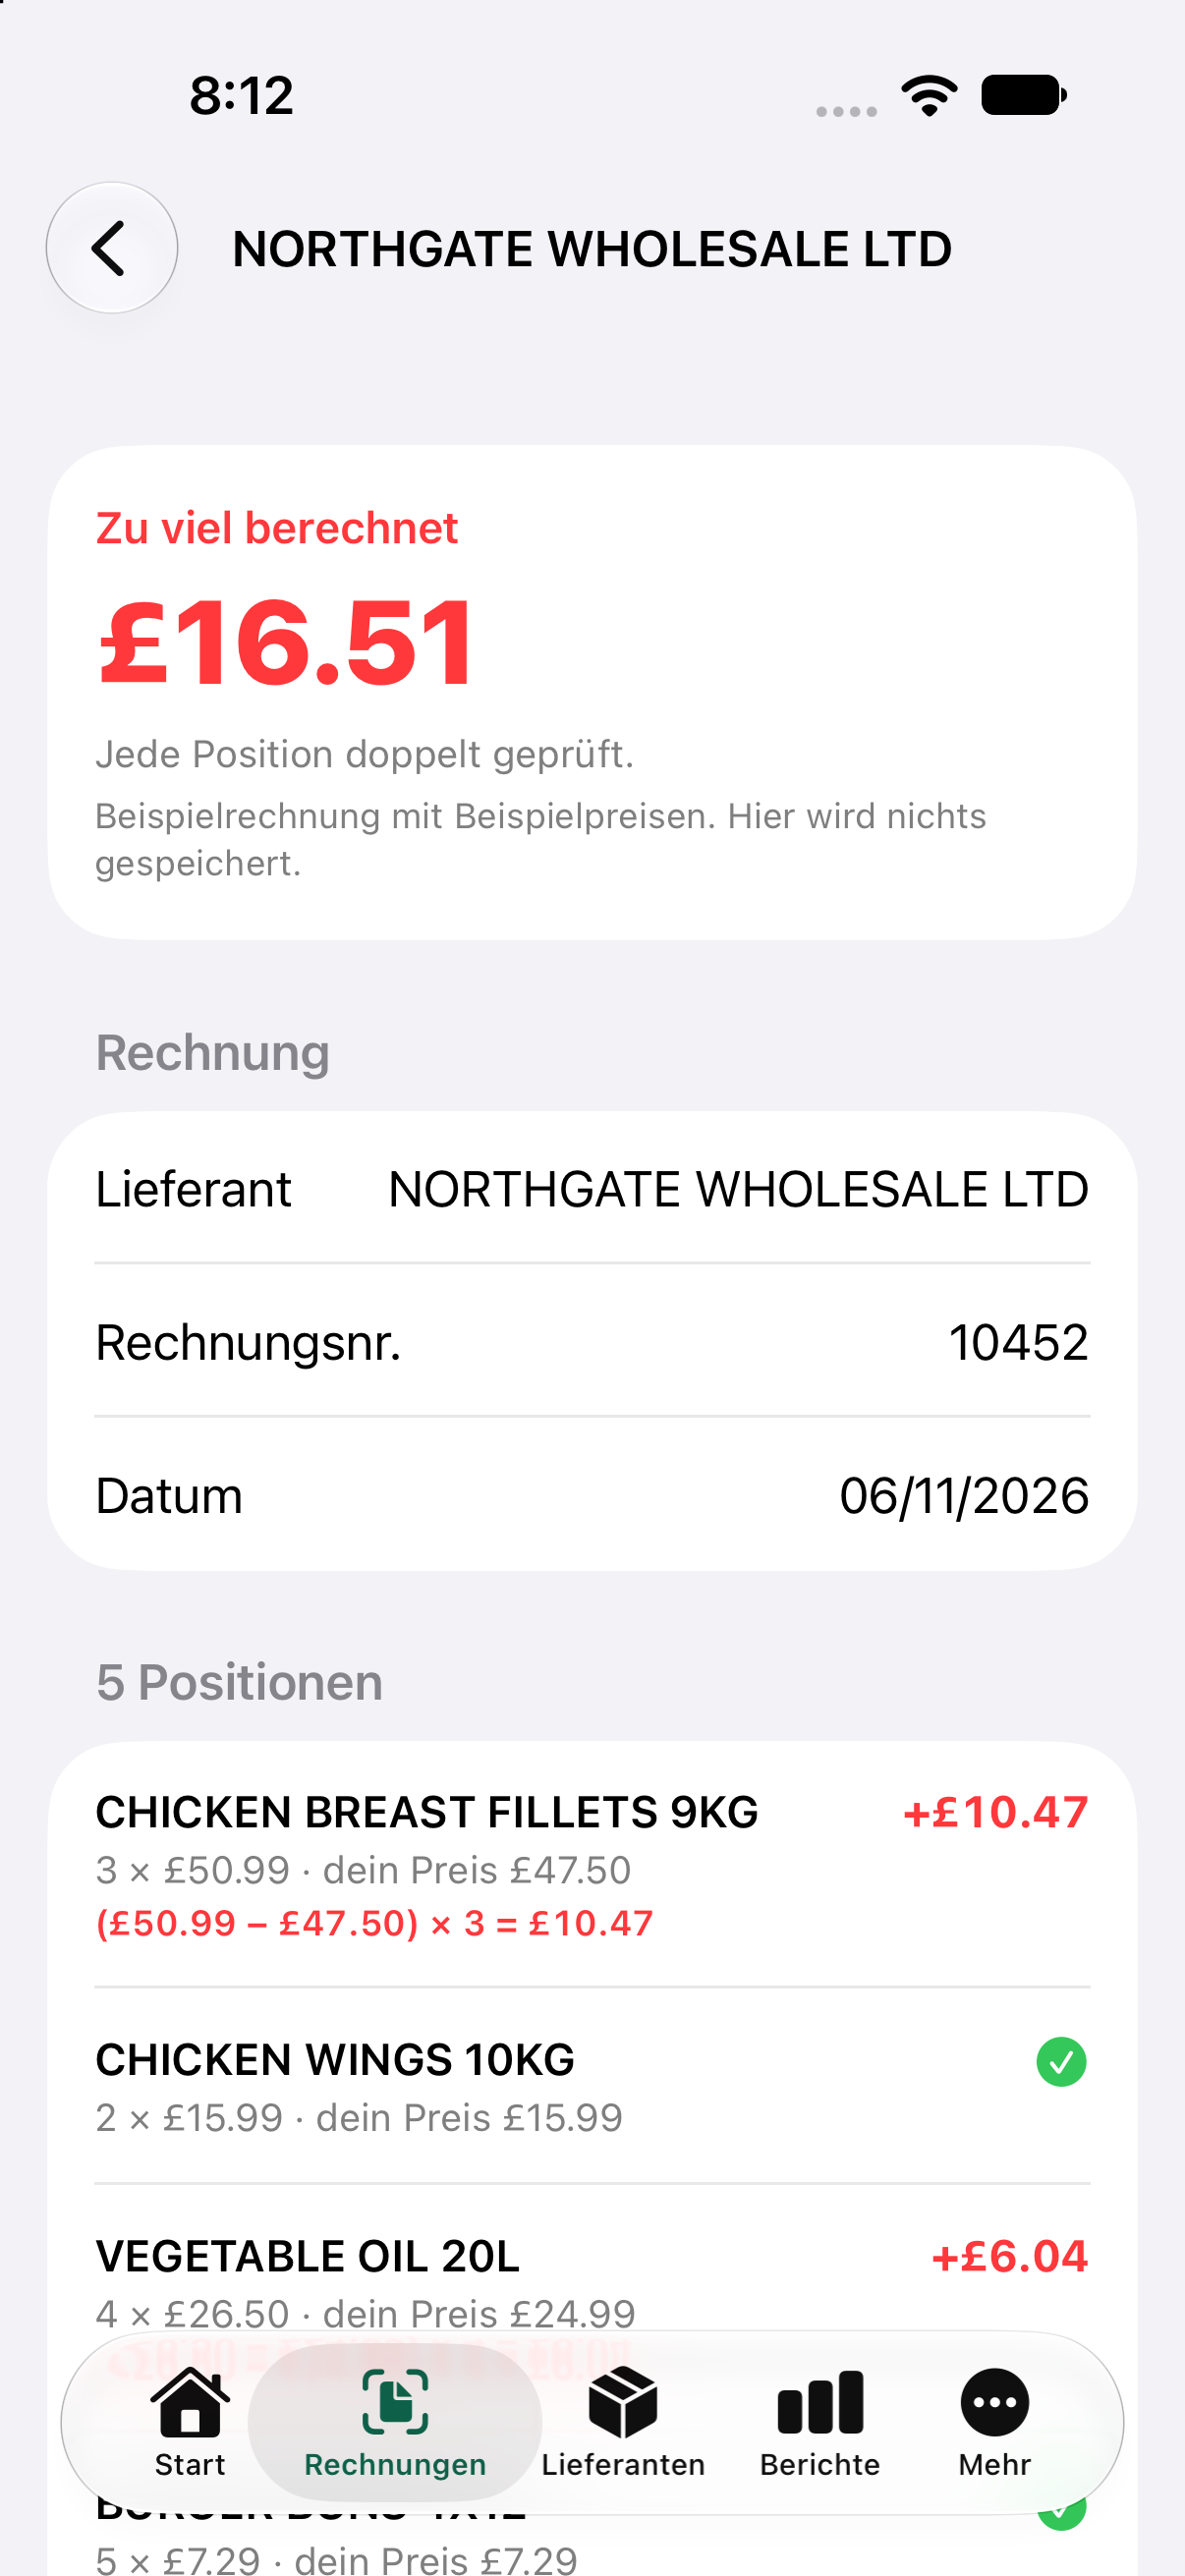 8:12
NORTHGATE WHOLESALE LTD
Zu viel berechnet
£16.51
Jede Position doppelt geprüft.
Beispielrechnung mit Beispielpreisen. Hier wird nichts
gespeichert.
Rechnung
Lieferant NORTHGATE WHOLESALE LTD
Rechnungsnr. 10452
Datum 06/11/2026
5 Positionen
CHICKEN BREAST FILLETS 9KG +£10.47
3 × £50.99 · dein Preis £47.50
(£50.99 – £47.50) × 3 = £10.47
CHICKEN WINGS 10KG
2 × £15.99 · dein Preis £15.99
VEGETABLE OIL 20L +£6.04
4 × £26.50 · dein Preis £24.99
Start Rechnungen Lieferanten Berichte Mehr
5 × £7.29 · dein Preis £7.29